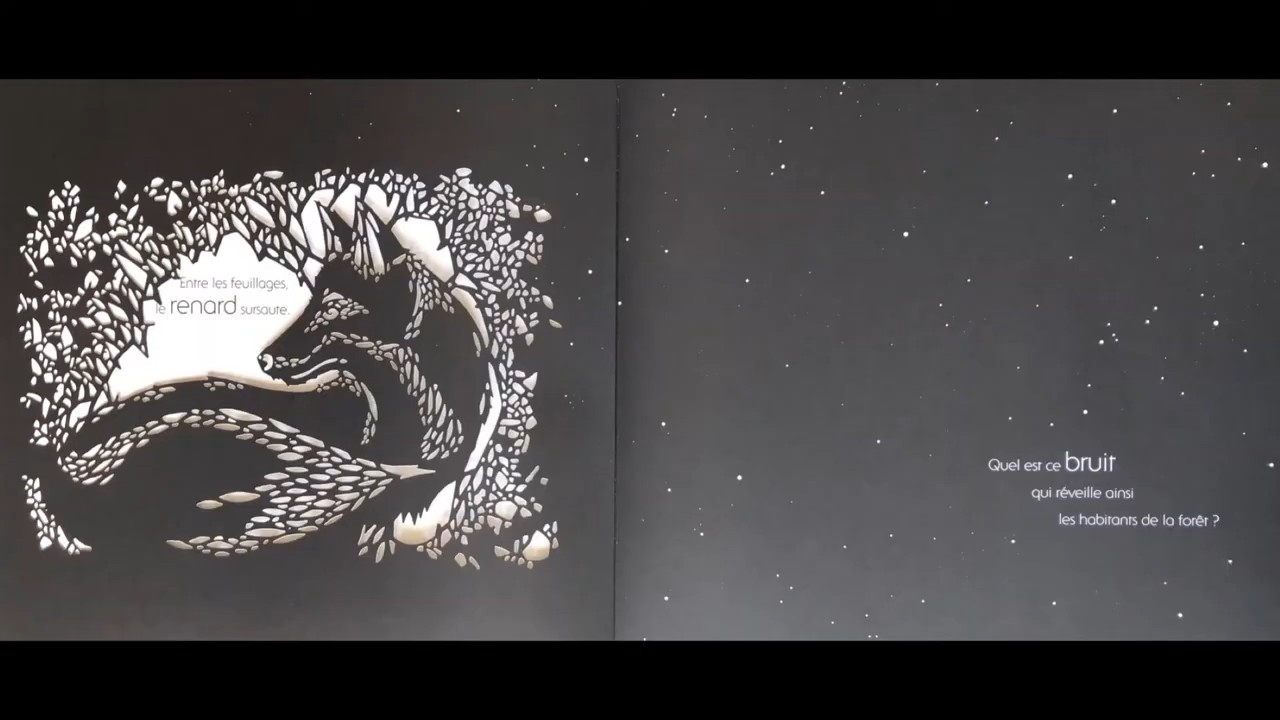 Entre les feuillages,
le renard sursaute.
Quel est ce bruit
qui réveille ainsi
les habitants de la forêt ?